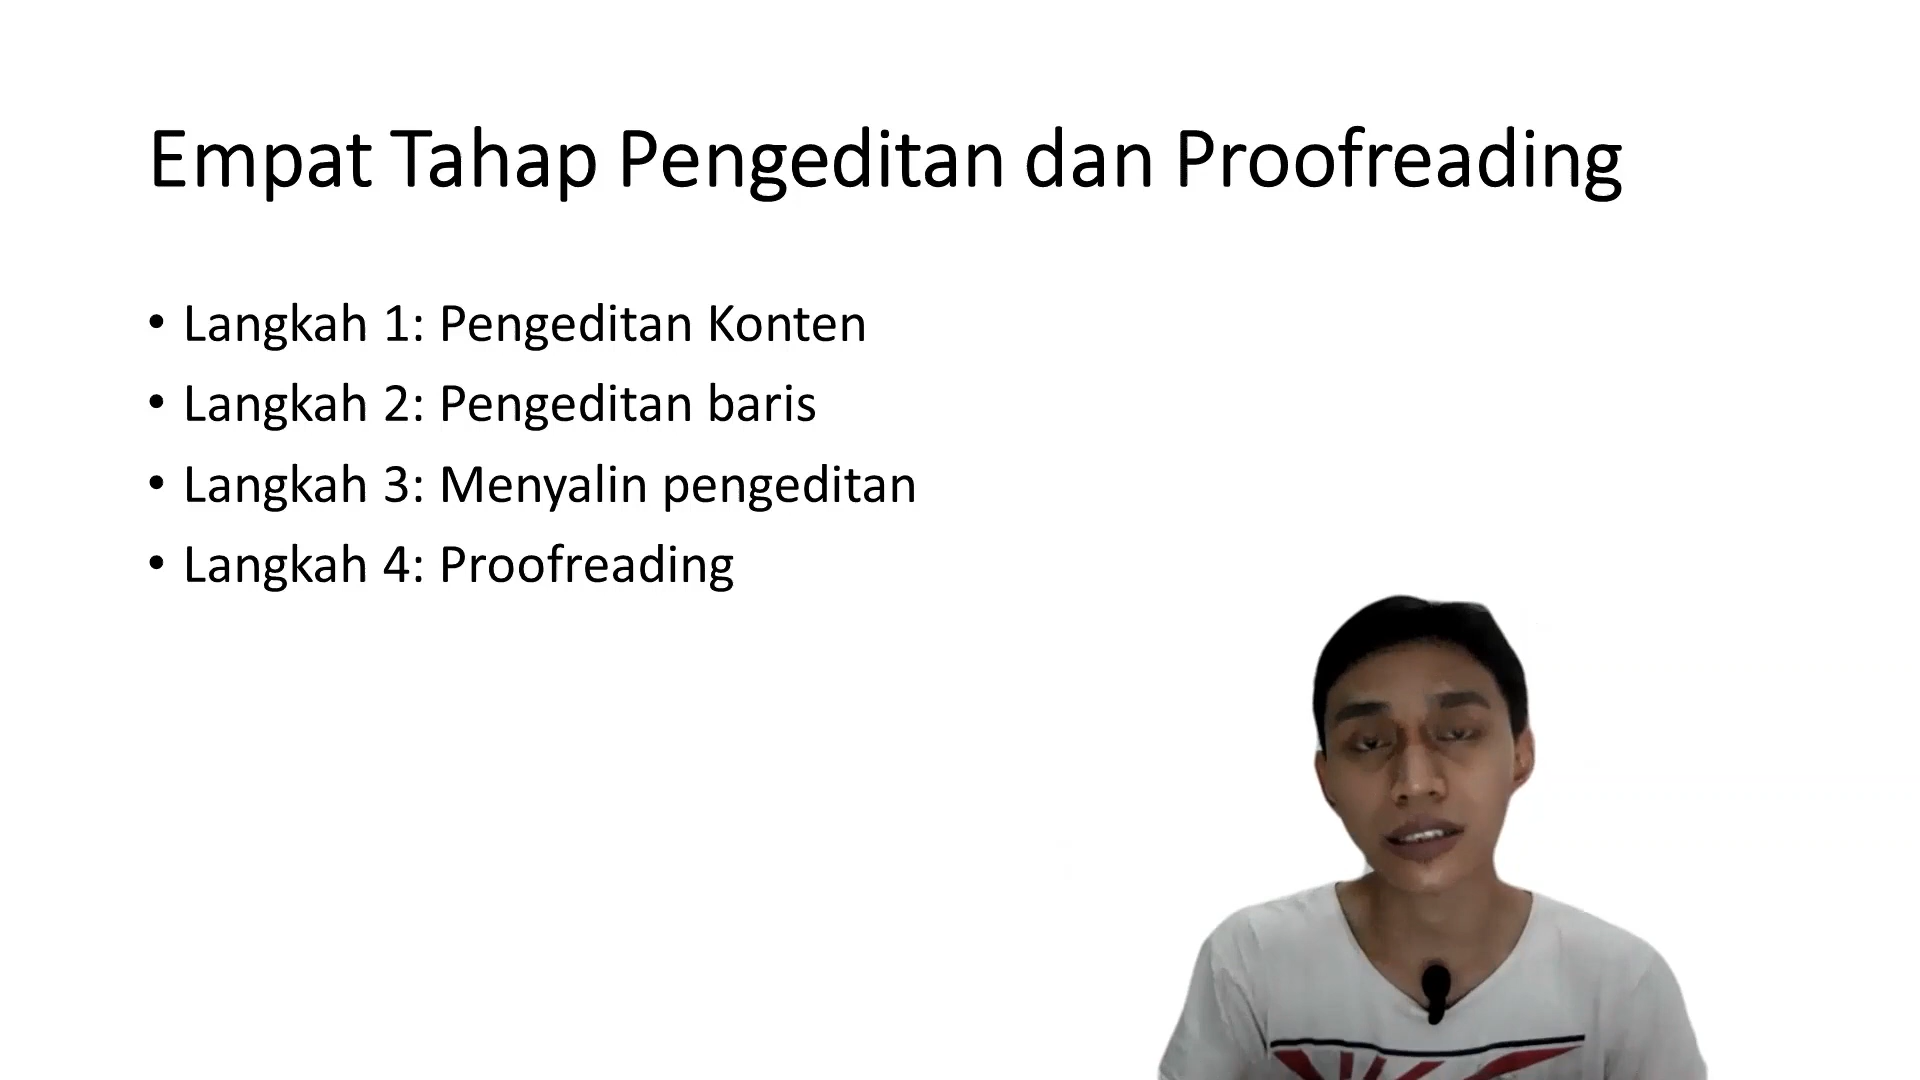 Empat Tahap Pengeditan dan Proofreading
• Langkah 1: Pengeditan Konten
• Langkah 2: Pengeditan baris
• Langkah 3: Menyalin pengeditan
• Langkah 4: Proofreading